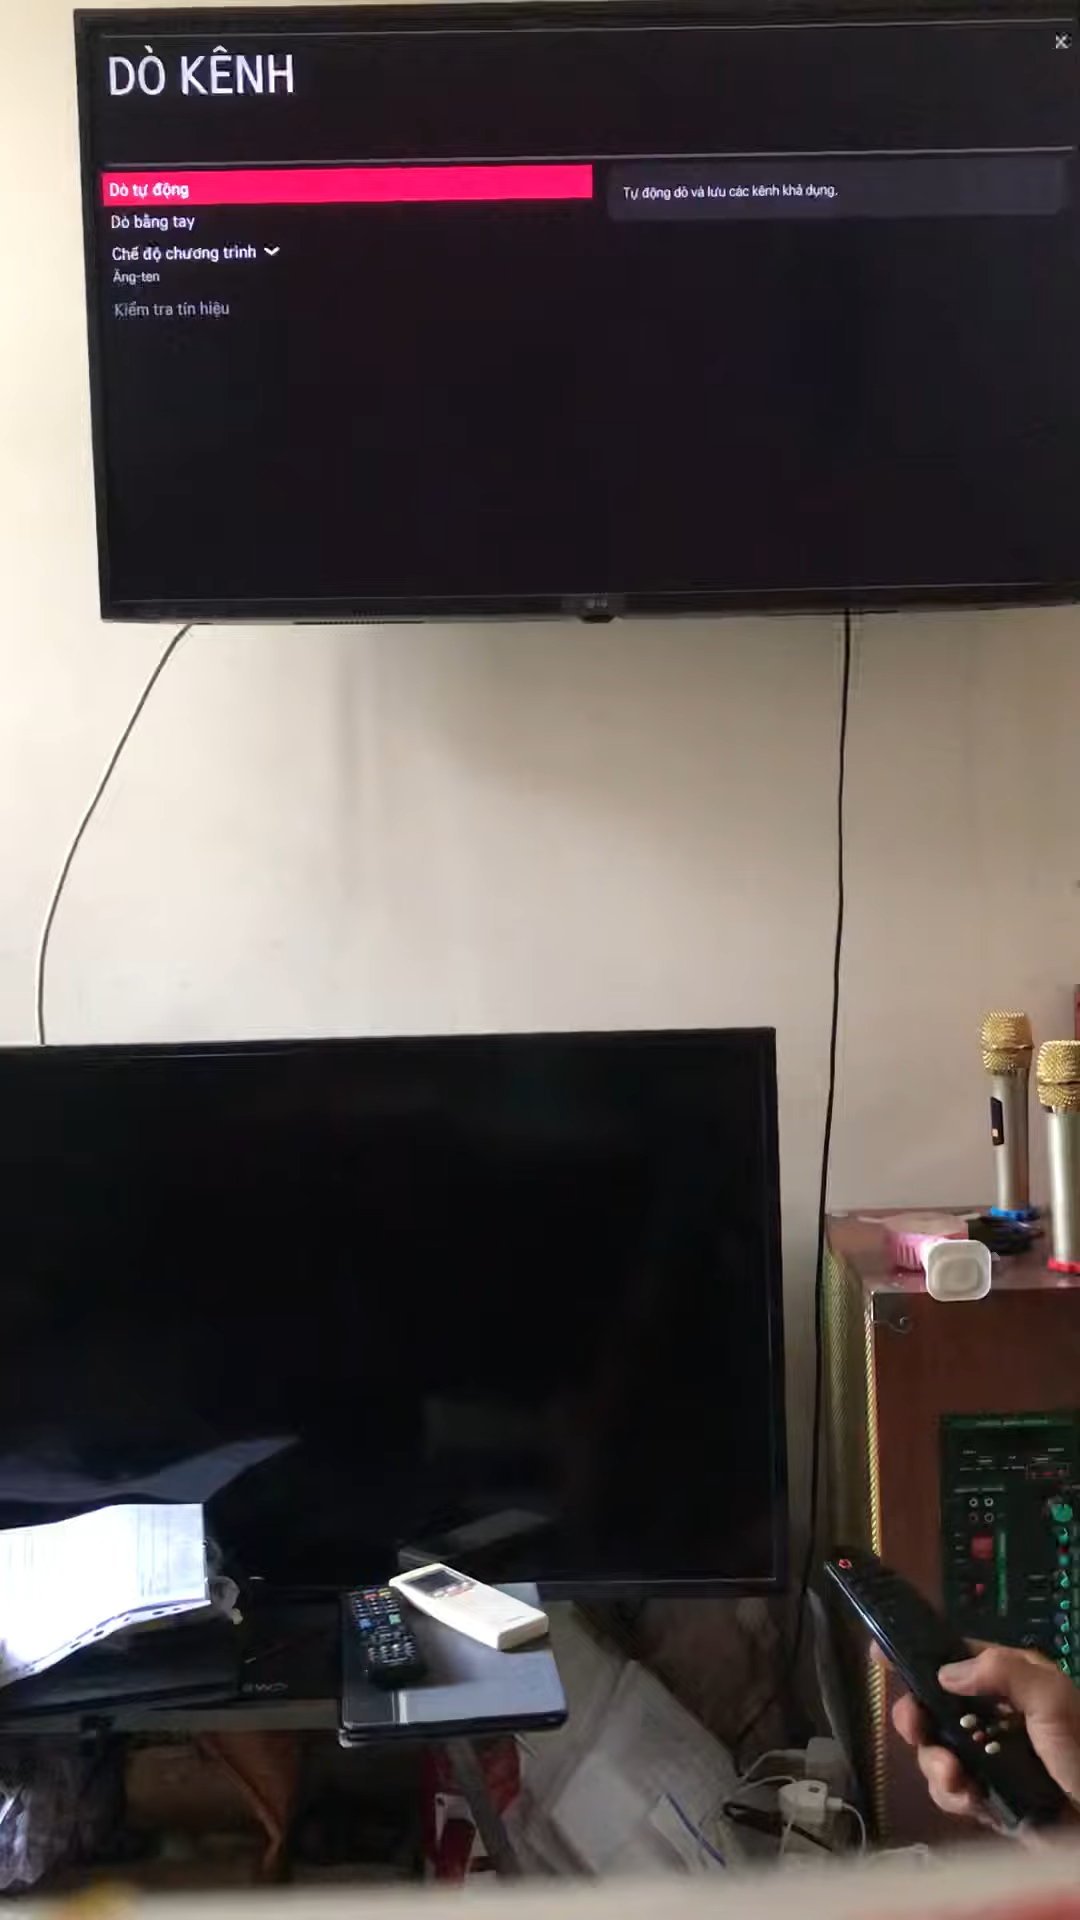 DÒ KÊNH
Dò tự động
Tự động dò và lưu các kênh khả dụng.
Dò bằng tay
Chế độ chương trình
Ăng-ten
Kiểm tra tín hiệu
LG